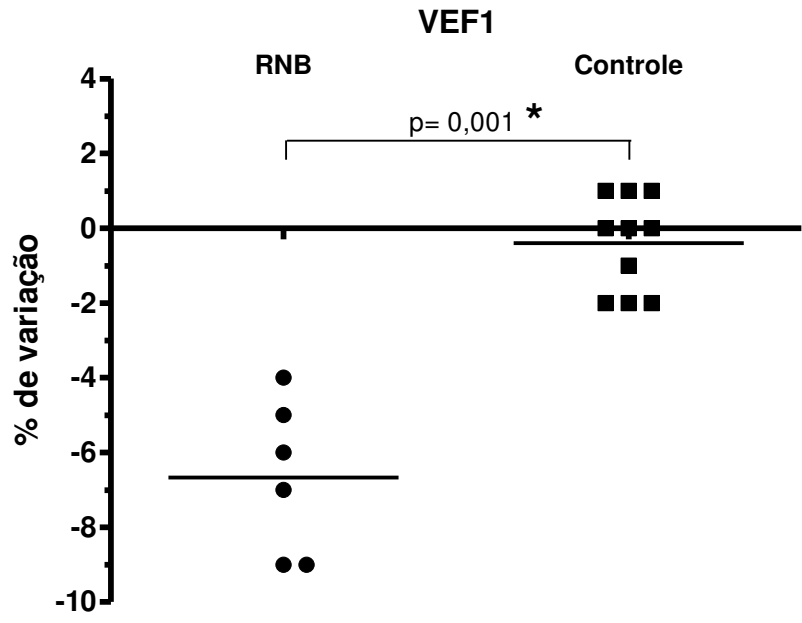 VEF1
RNB
Controle
p= 0,001 *
% de variação
4
2
0
-2
-4
-6
-8
-10